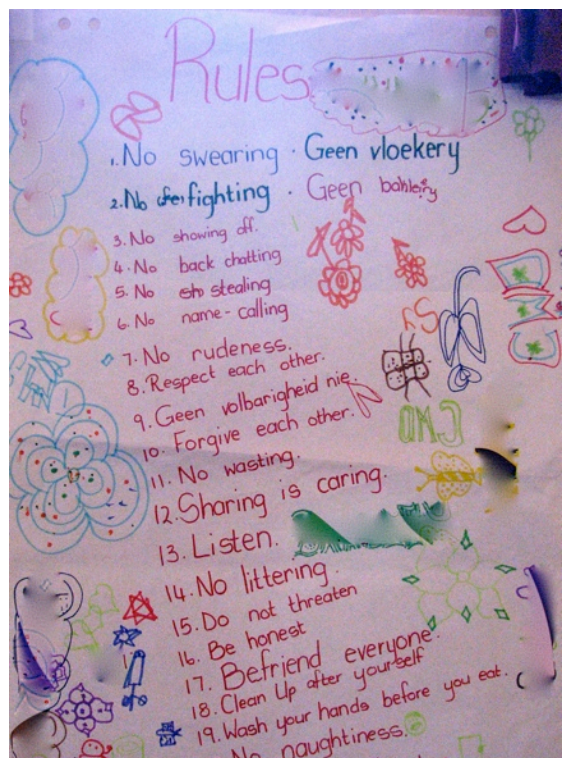 Rules
1. No swearing · Geen vloekery
2. No fighting · Geen bakleiry
3. No showing off.
4. No back chatting
5. No stealing
6. No name-calling
7. No rudeness.
8. Respect each other.
9. Geen volbarigheid nie
10. Forgive each other.
11. No wasting.
12. Sharing is caring.
13. Listen.
14. No littering.
15. Do not threaten
16. Be honest
17. Befriend everyone.
18. Clean Up after yourself
19. Wash your hands before you eat.
No naughtiness.